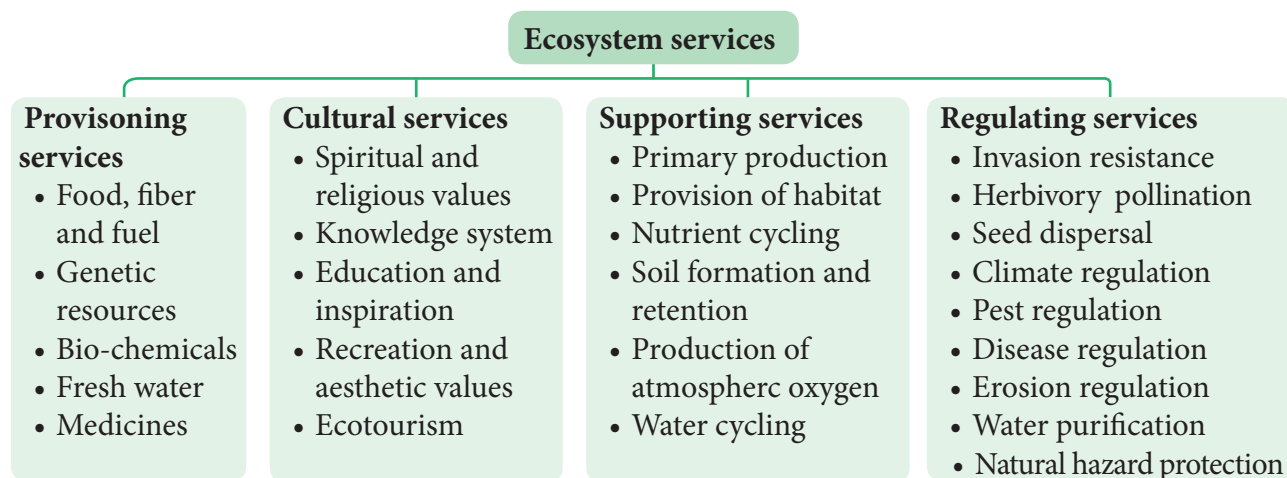 Ecosystem services
Provisoning
services
• Food, fiber
and fuel
• Genetic
resources
• Bio-chemicals
• Fresh water
• Medicines
Cultural services
• Spiritual and
religious values
• Knowledge system
• Education and
inspiration
• Recreation and
aesthetic values
• Ecotourism
Supporting services
• Primary production
• Provision of habitat
• Nutrient cycling
• Soil formation and
retention
• Production of
atmospherc oxygen
• Water cycling
Regulating services
• Invasion resistance
• Herbivory pollination
• Seed dispersal
• Climate regulation
• Pest regulation
• Disease regulation
• Erosion regulation
• Water purification
• Natural hazard protection